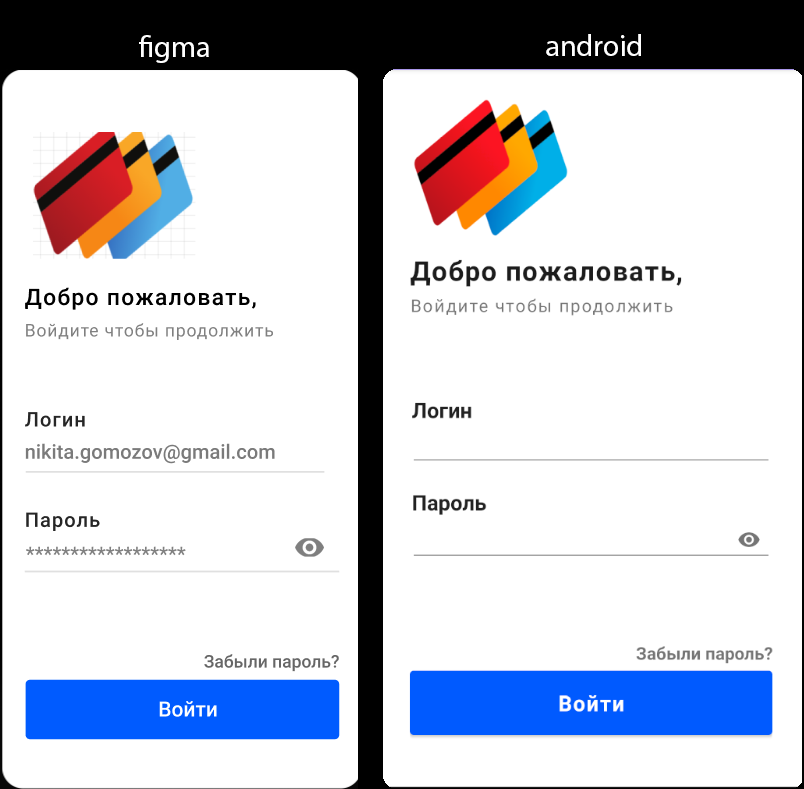 figma
Добро пожаловать,
Войдите чтобы продолжить
Логин
nikita.gomozov@gmail.com
Пароль
******************
Забыли пароль?
Войти
android
Добро пожаловать,
Войдите чтобы продолжить
Логин
Пароль
Забыли пароль?
Войти